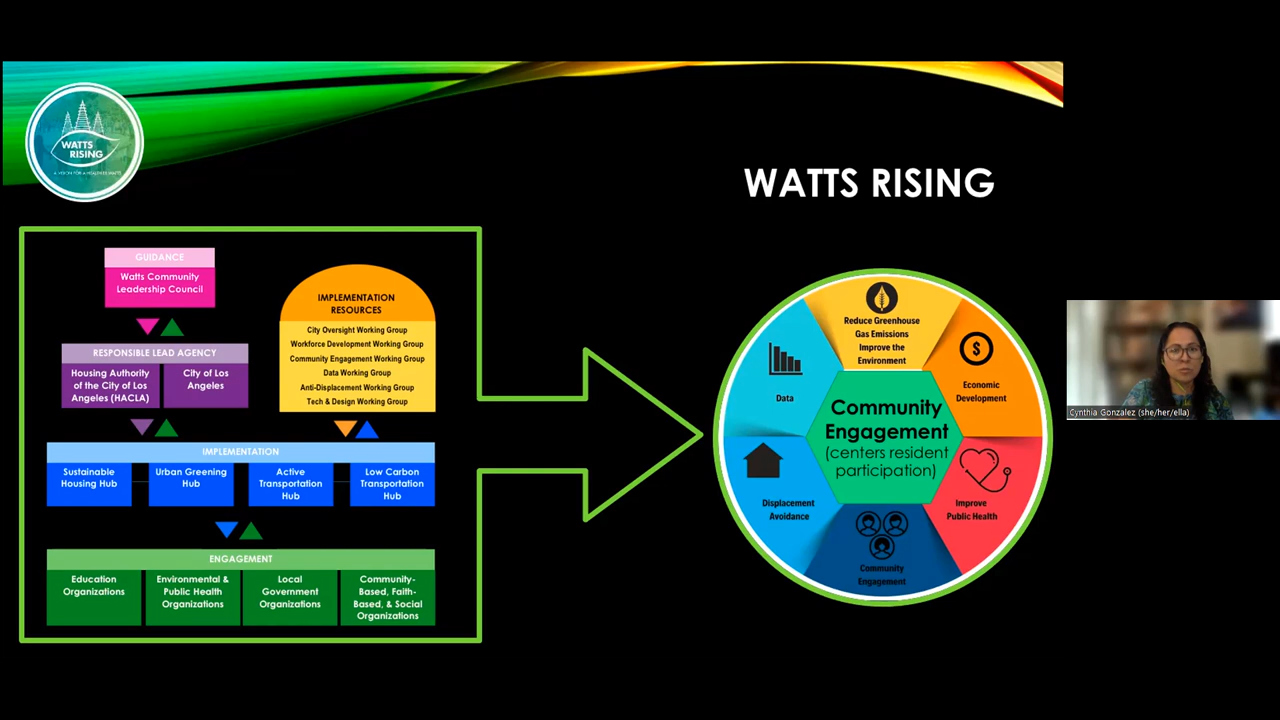 WATTS
RISING
A VISION FOR A HEALTHIER WATTS
WATTS RISING
GUIDANCE
Watts Community
Leadership Council
RESPONSIBLE LEAD AGENCY
Housing Authority
of the City of Los
Angeles (HACLA)
City of Los
Angeles
IMPLEMENTATION
RESOURCES
City Oversight Working Group
Workforce Development Working Group
Community Engagement Working Group
Data Working Group
Anti-Displacement Working Group
Tech & Design Working Group
IMPLEMENTATION
Sustainable
Housing Hub
Urban Greening
Hub
Active
Transportation
Hub
Low Carbon
Transportation
Hub
ENGAGEMENT
Education
Organizations
Environmental &
Public Health
Organizations
Local
Government
Organizations
Community-
Based, Faith-
Based, & Social
Organizations
Reduce Greenhouse
Gas Emissions
Improve the
Environment
$
Economic
Development
Improve
Public Health
Community
Engagement
Displacement
Avoidance
Data
Community
Engagement
(centers resident
participation)
Cynthia Gonzalez (she/her/ella)